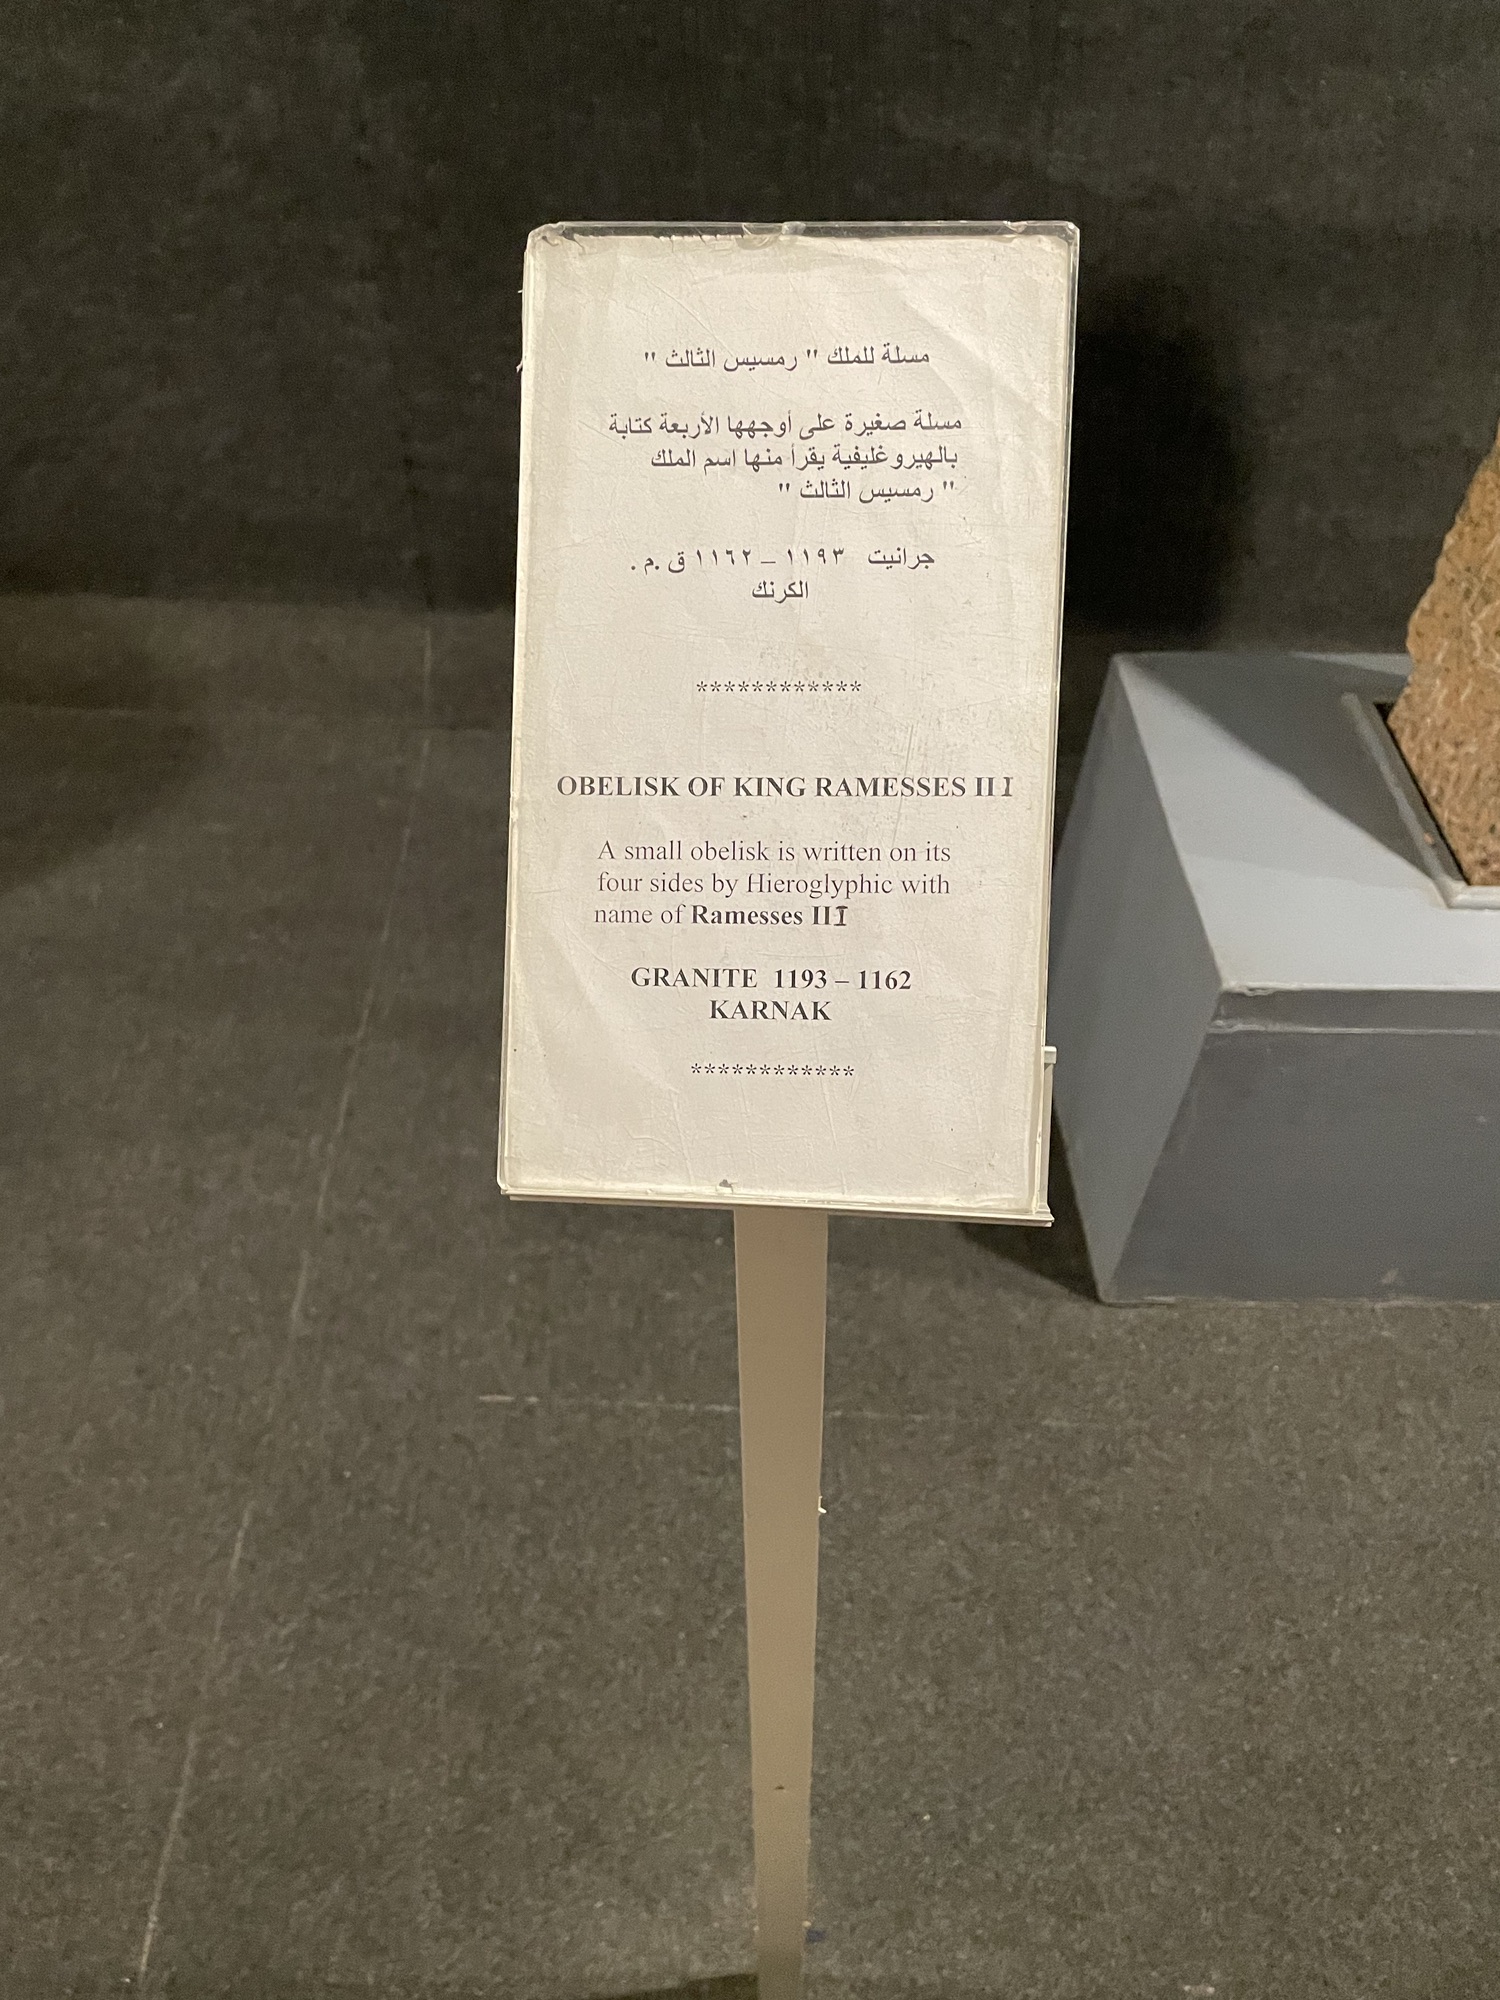 مسلة للملك " رمسيس الثالث "
مسلة صغيرة على أوجهها الأربعة كتابة
بالهيروغليفية يقرأ منها اسم الملك
" رمسيس الثالث "
جرانيت ١١٩٣ – ١١٦٢ ق .م .
الكرنك
************
OBELISK OF KING RAMESSES III
A small obelisk is written on its
four sides by Hieroglyphic with
name of Ramesses III
GRANITE 1193 – 1162
KARNAK
************